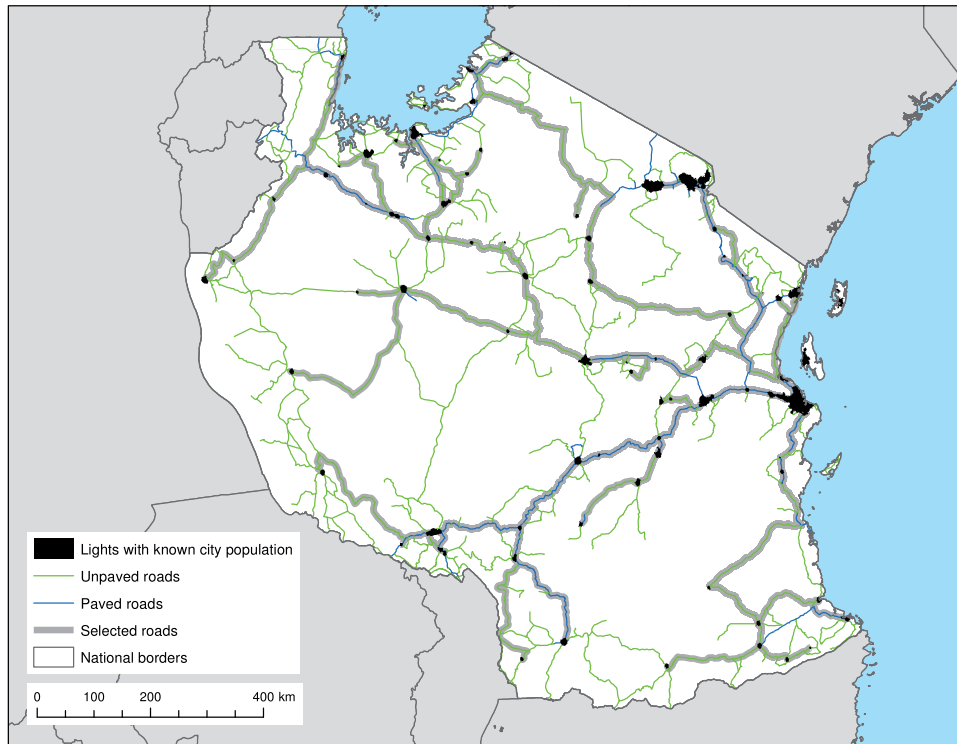 Lights with known city population
Unpaved roads
Paved roads
Selected roads
National borders
0 100 200 400 km